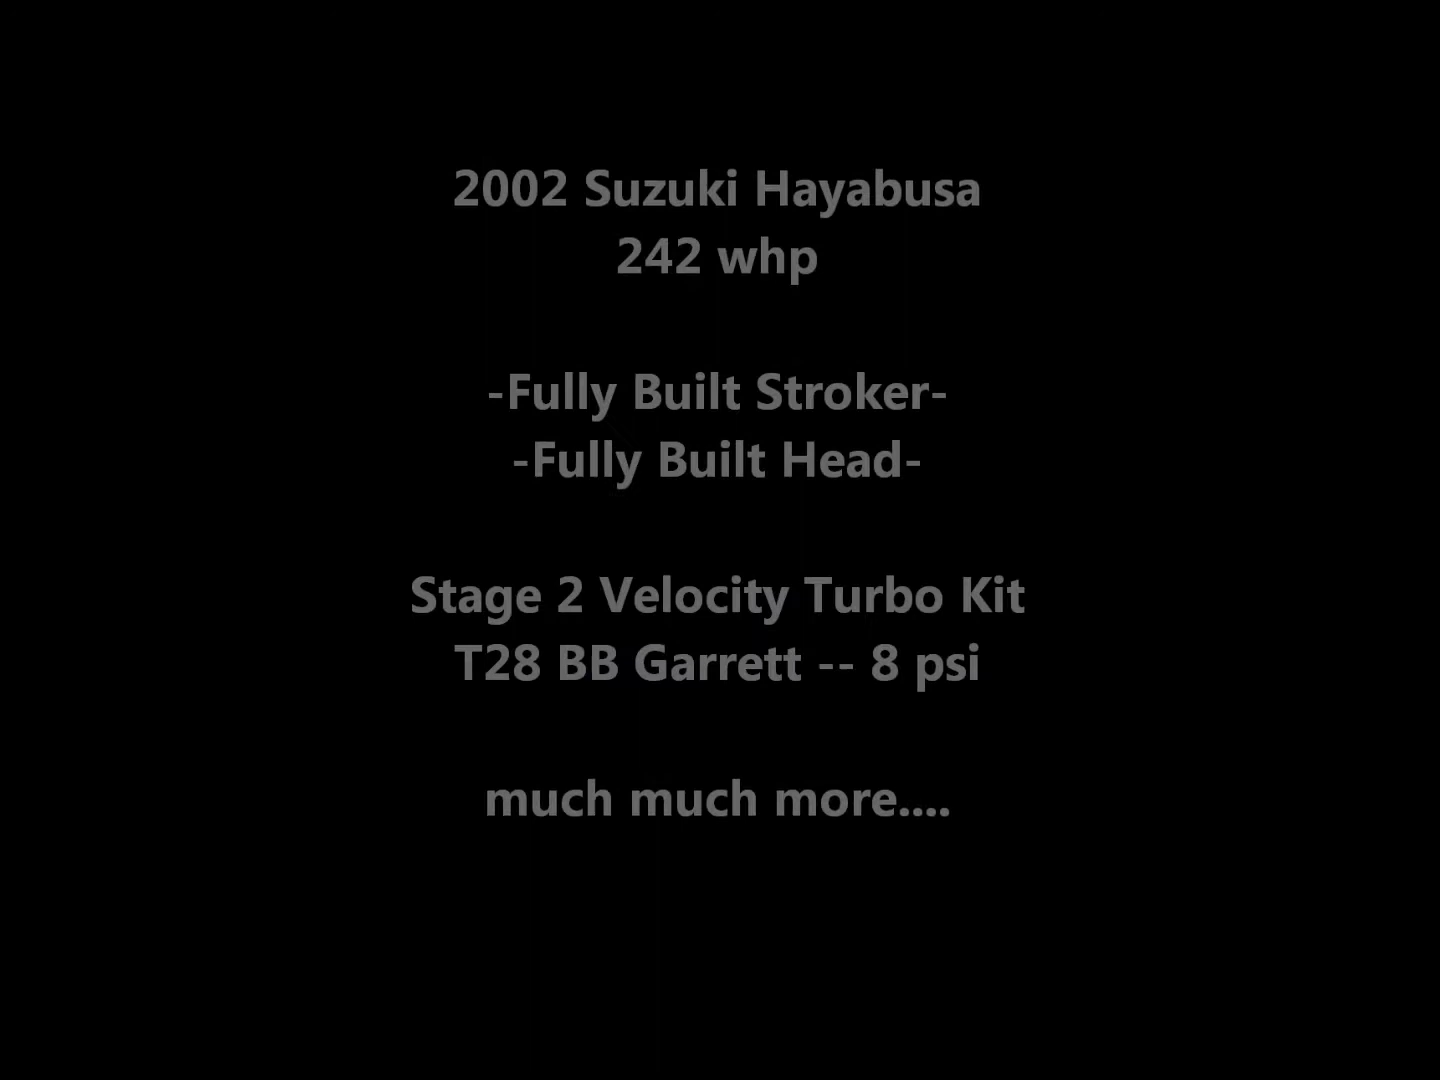 2002 Suzuki Hayabusa
242 whp
-Fully Built Stroker-
-Fully Built Head-
Stage 2 Velocity Turbo Kit
T28 BB Garrett -- 8 psi
much much more....